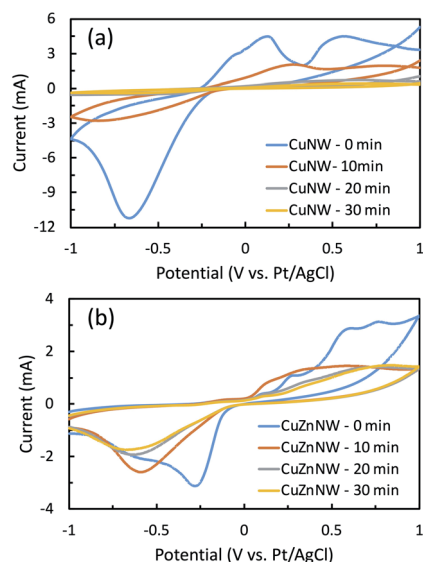 (a)
6
3
0
-3
-6
-9
-12
Current (mA)
CuNW - 0 min
CuNW - 10min
CuNW - 20 min
CuNW - 30 min
-1 -0.5 0 0.5 1
Potential (V vs. Pt/AgCl)
(b)
4
2
0
-2
-4
Current (mA)
CuZnNW - 0 min
CuZnNW - 10 min
CuZnNW - 20 min
CuZnNW - 30 min
-1 -0.5 0 0.5 1
Potential (V vs. Pt/AgCl)